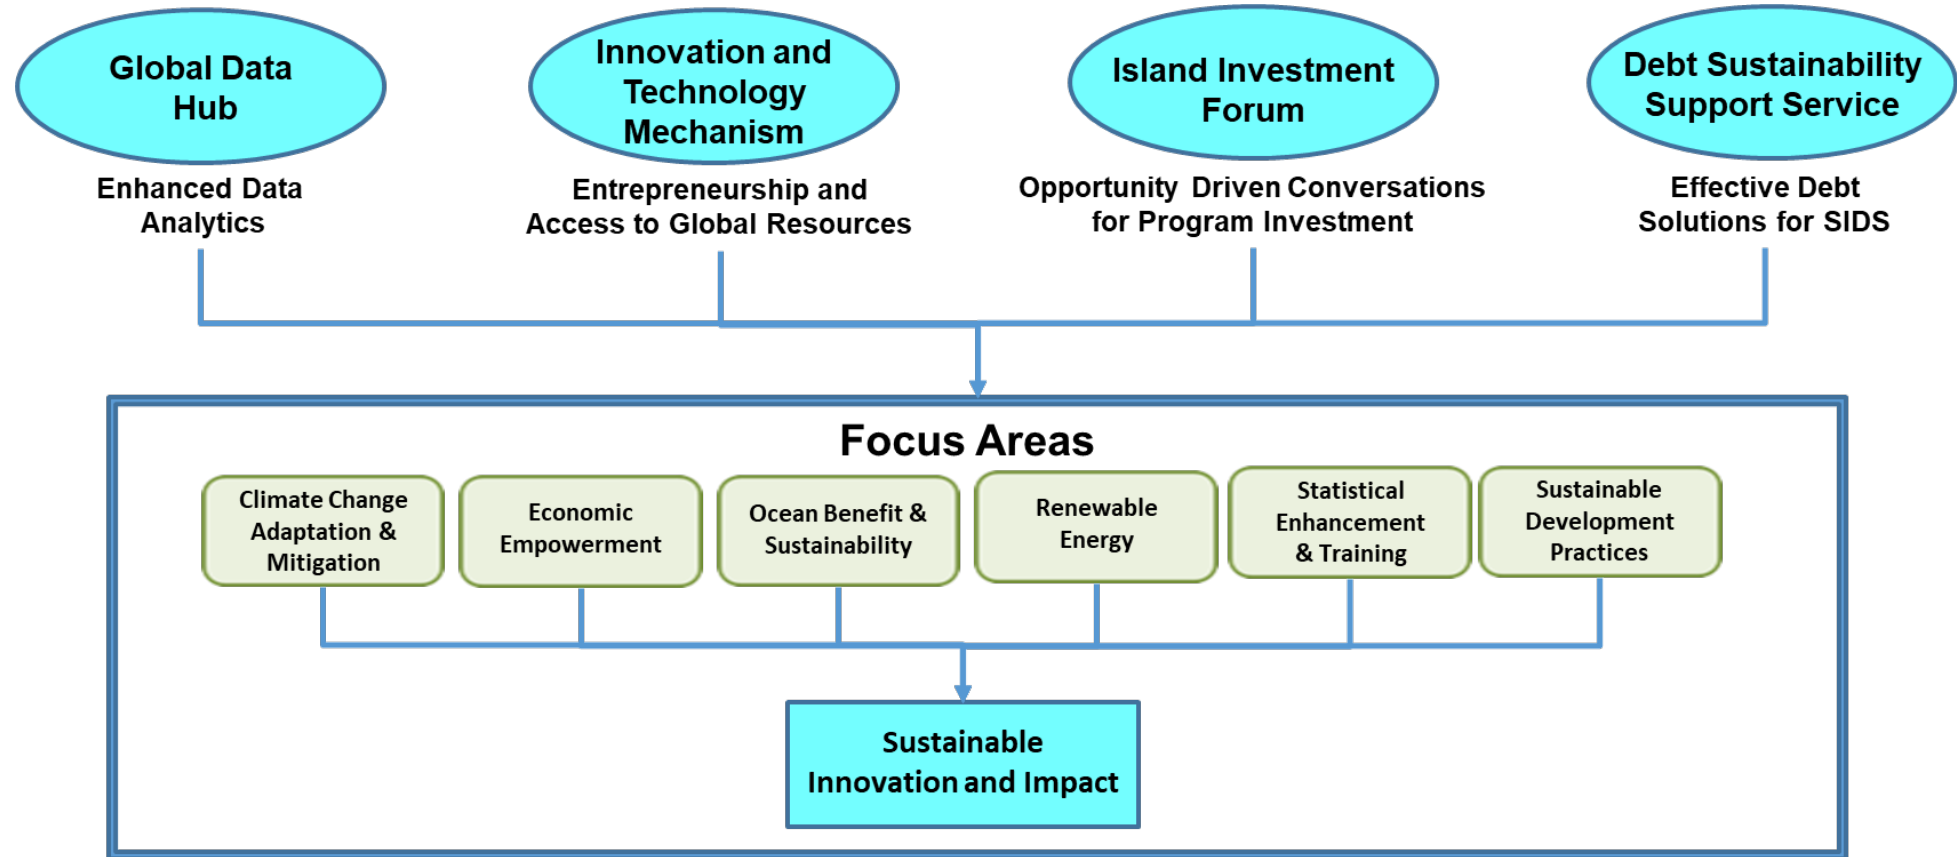 Global Data
Hub
Innovation and
Technology
Mechanism
Island Investment
Forum
Debt Sustainability
Support Service
Enhanced Data
Analytics
Entrepreneurship and
Access to Global Resources
Opportunity Driven Conversations
for Program Investment
Effective Debt
Solutions for SIDS
Focus Areas
Climate Change
Adaptation &
Mitigation
Economic
Empowerment
Ocean Benefit &
Sustainability
Renewable
Energy
Statistical
Enhancement
& Training
Sustainable
Development
Practices
Sustainable
Innovation and Impact